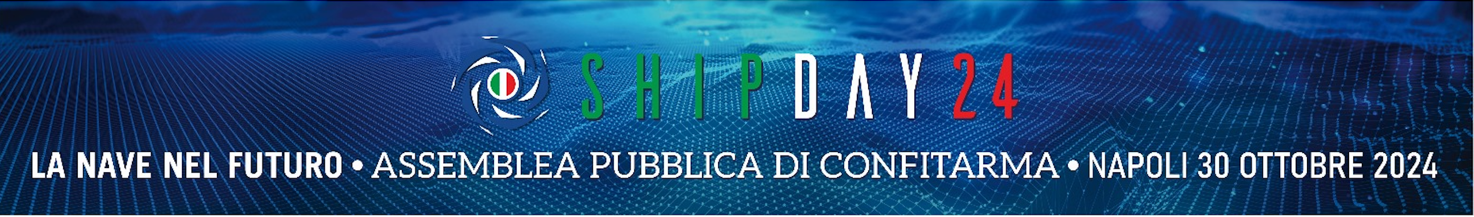 SHIPDAY24
LA NAVE NEL FUTURO • ASSEMBLEA PUBBLICA DI CONFITARMA • NAPOLI 30 OTTOBRE 2024